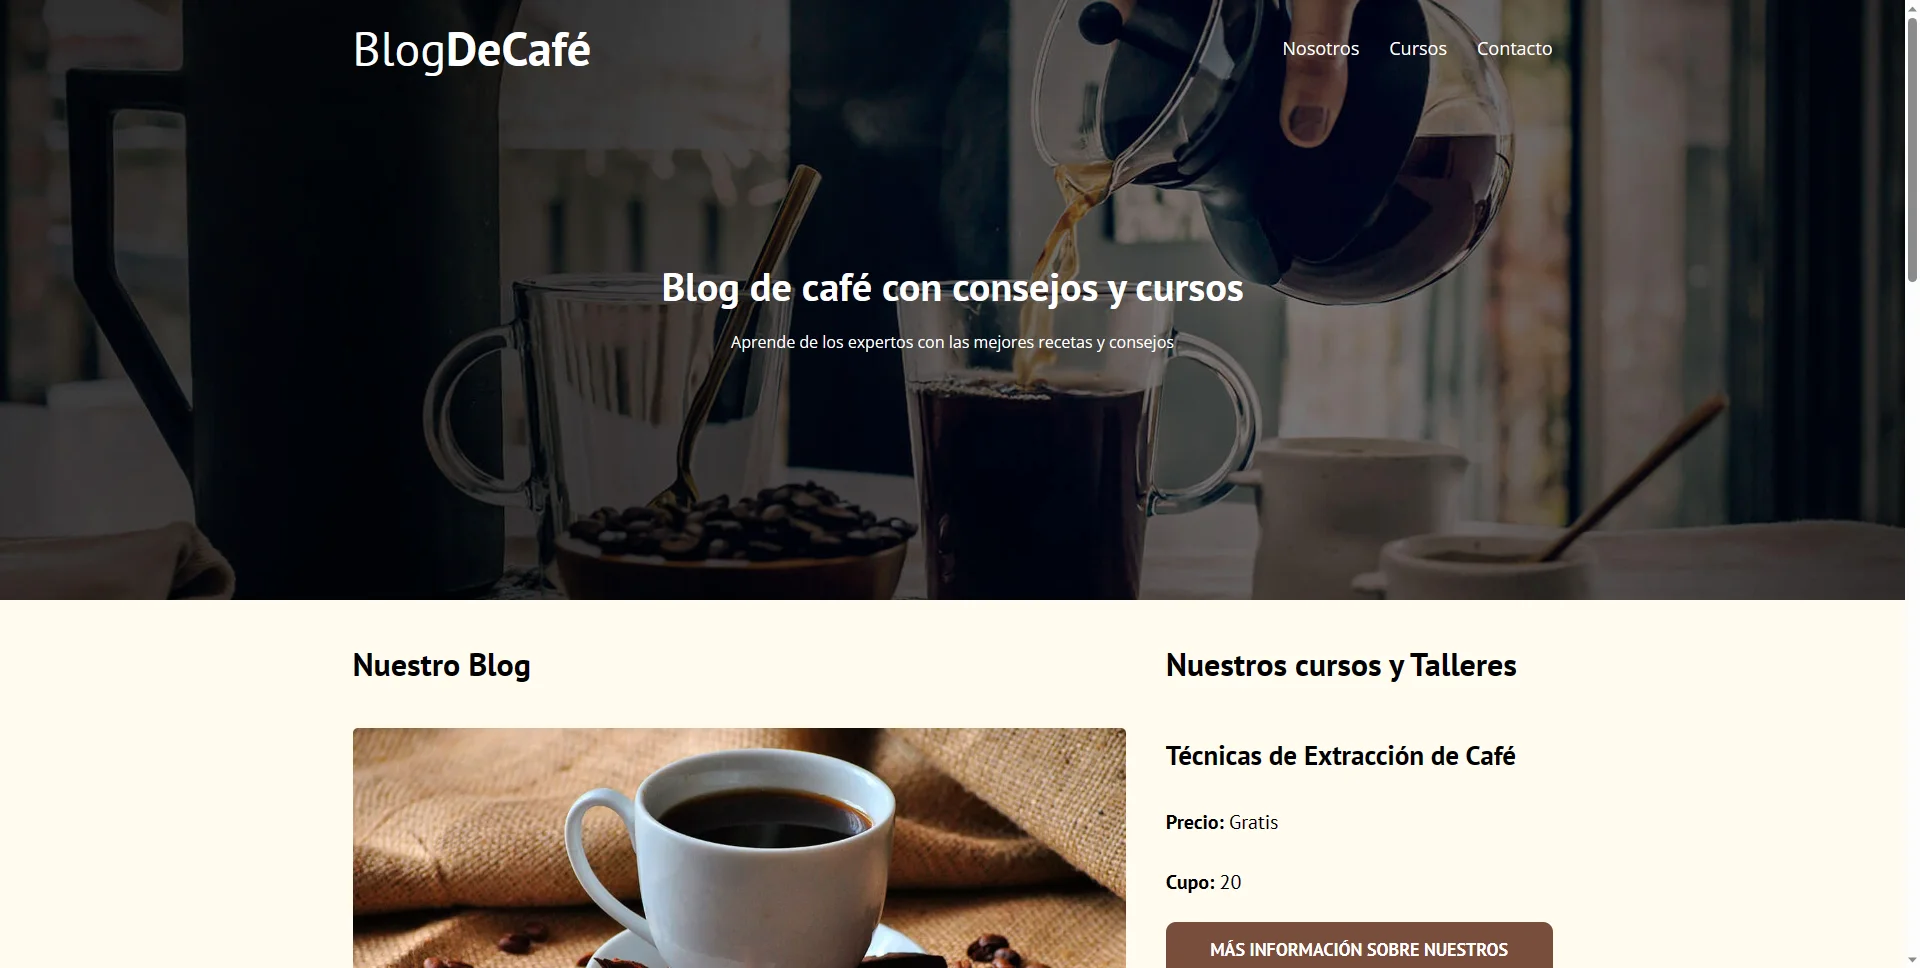 BlogDeCafé
Nosotros Cursos Contacto
Blog de café con consejos y cursos
Aprende de los expertos con las mejores recetas y consejos
Nuestro Blog
Nuestros cursos y Talleres
Técnicas de Extracción de Café
Precio: Gratis
Cupo: 20
MÁS INFORMACIÓN SOBRE NUESTROS